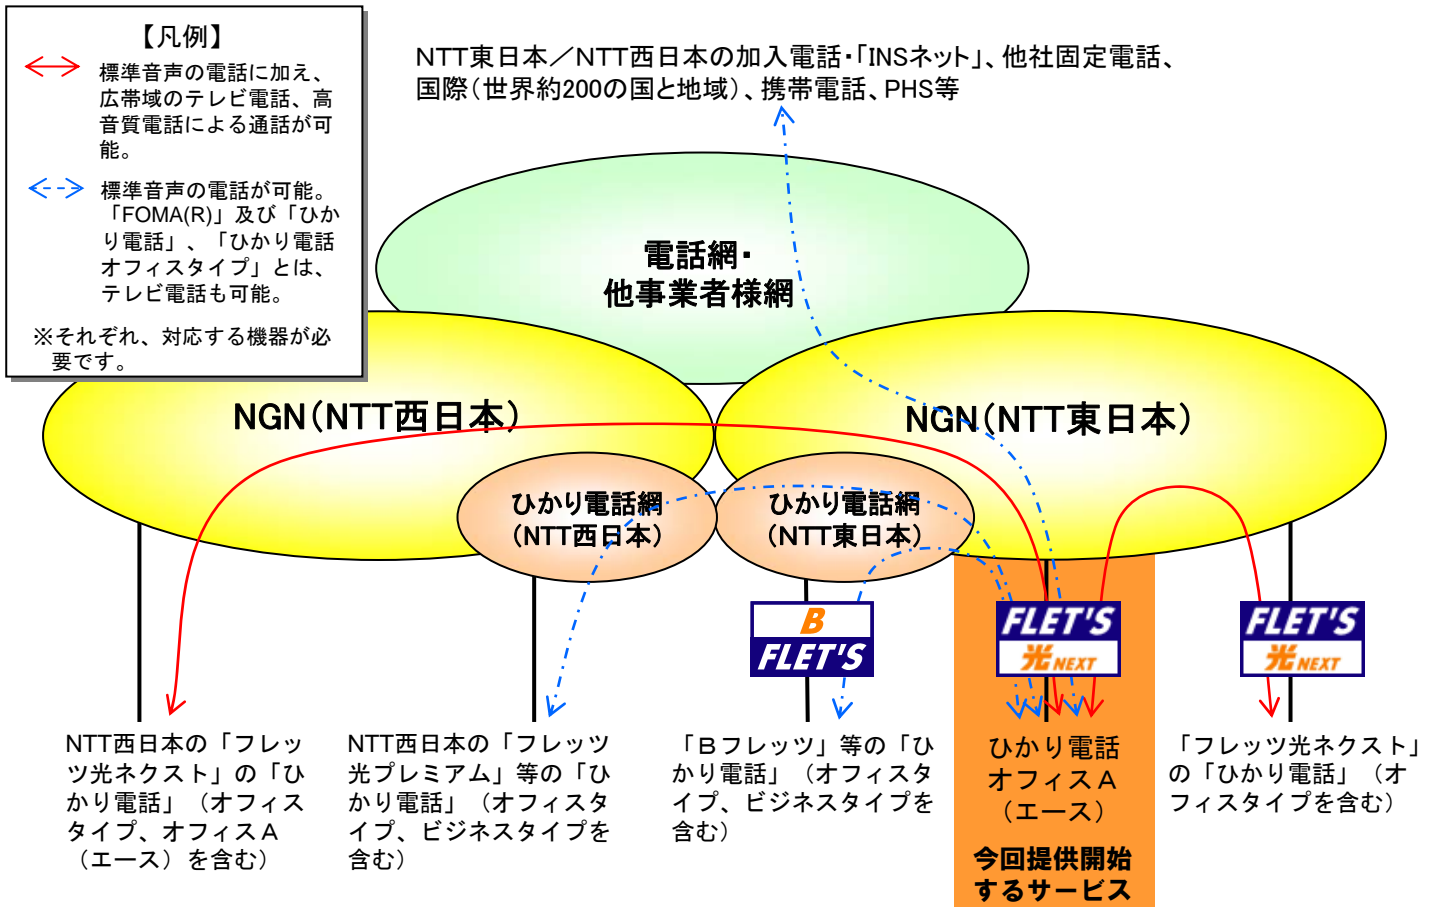 【凡例】
標準音声の電話に加え、
広帯域のテレビ電話、高
音質電話による通話が可
能。
標準音声の電話が可能。
「FOMA(R)」及び「ひか
り電話」、「ひかり電話
オフィスタイプ」とは、
テレビ電話も可能。
※それぞれ、対応する機器が必
要です。
NTT東日本／NTT西日本の加入電話・「INSネット」、他社固定電話、
国際（世界約200の国と地域）、携帯電話、PHS等
電話網・
他事業者様網
NGN（NTT西日本）
NGN（NTT東日本）
ひかり電話網
（NTT西日本）
ひかり電話網
（NTT東日本）
B
FLET'S
FLET'S
光 NEXT
FLET'S
光 NEXT
NTT西日本の「フレッ
ツ光ネクスト」の「ひ
かり電話」（オフィス
タイプ、オフィスＡ
（エース）を含む）
NTT西日本の「フレッツ
光プレミアム」等の「ひ
かり電話」（オフィスタ
イプ、ビジネスタイプを
含む）
「Ｂフレッツ」等の「ひ
かり電話」（オフィスタ
イプ、ビジネスタイプを
含む）
ひかり電話
オフィスＡ
（エース）
今回提供開始
するサービス
「フレッツ光ネクスト」
の「ひかり電話」（オ
フィスタイプを含む）